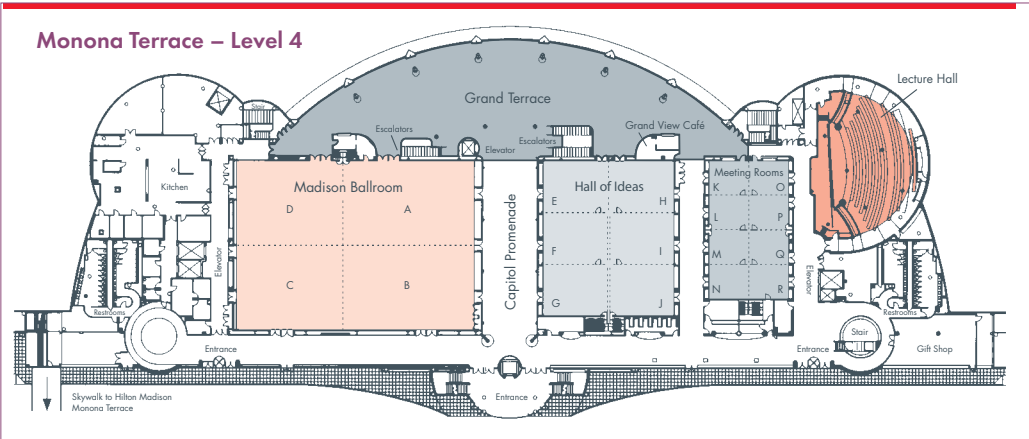 Monona Terrace – Level 4
Lecture Hall
Grand Terrace
Stair
Escalators
Grand View Café
Escalators
Elevator
Kitchen
Madison Ballroom
D
A
C
B
Elevator
Capitol Promenade
Hall of Ideas
E
H
F
I
G
J
Meeting Rooms
K
O
L
P
M
Q
N
R
Elevator
Restrooms
Restrooms
Entrance
Entrance
Stair
Gift Shop
Entrance
Skywalk to Hilton Madison
Monona Terrace